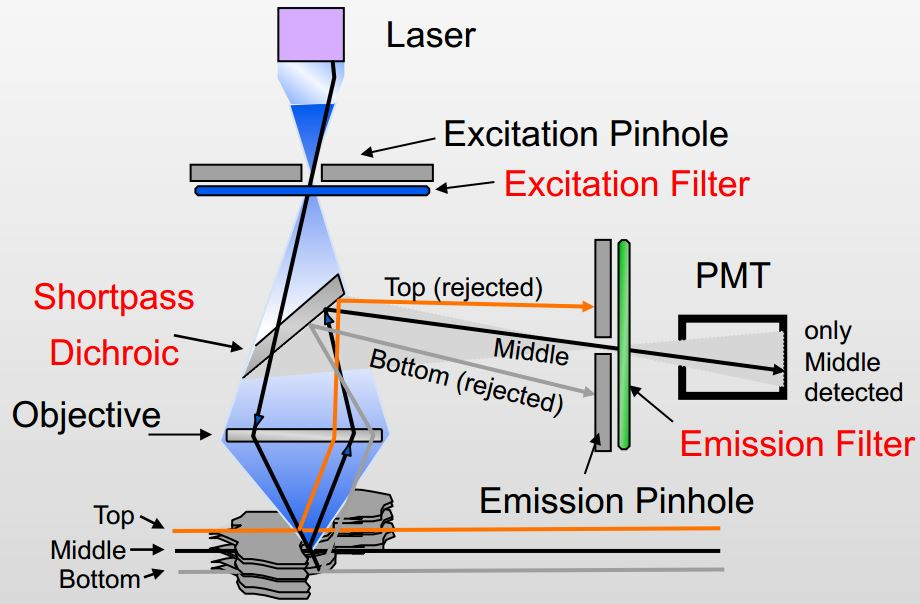 Laser
Excitation Pinhole
Excitation Filter
Shortpass
Dichroic
Top (rejected)
PMT
only
Middle
detected
Middle
Bottom (rejected)
Objective
Emission Filter
Emission Pinhole
Top
Middle
Bottom